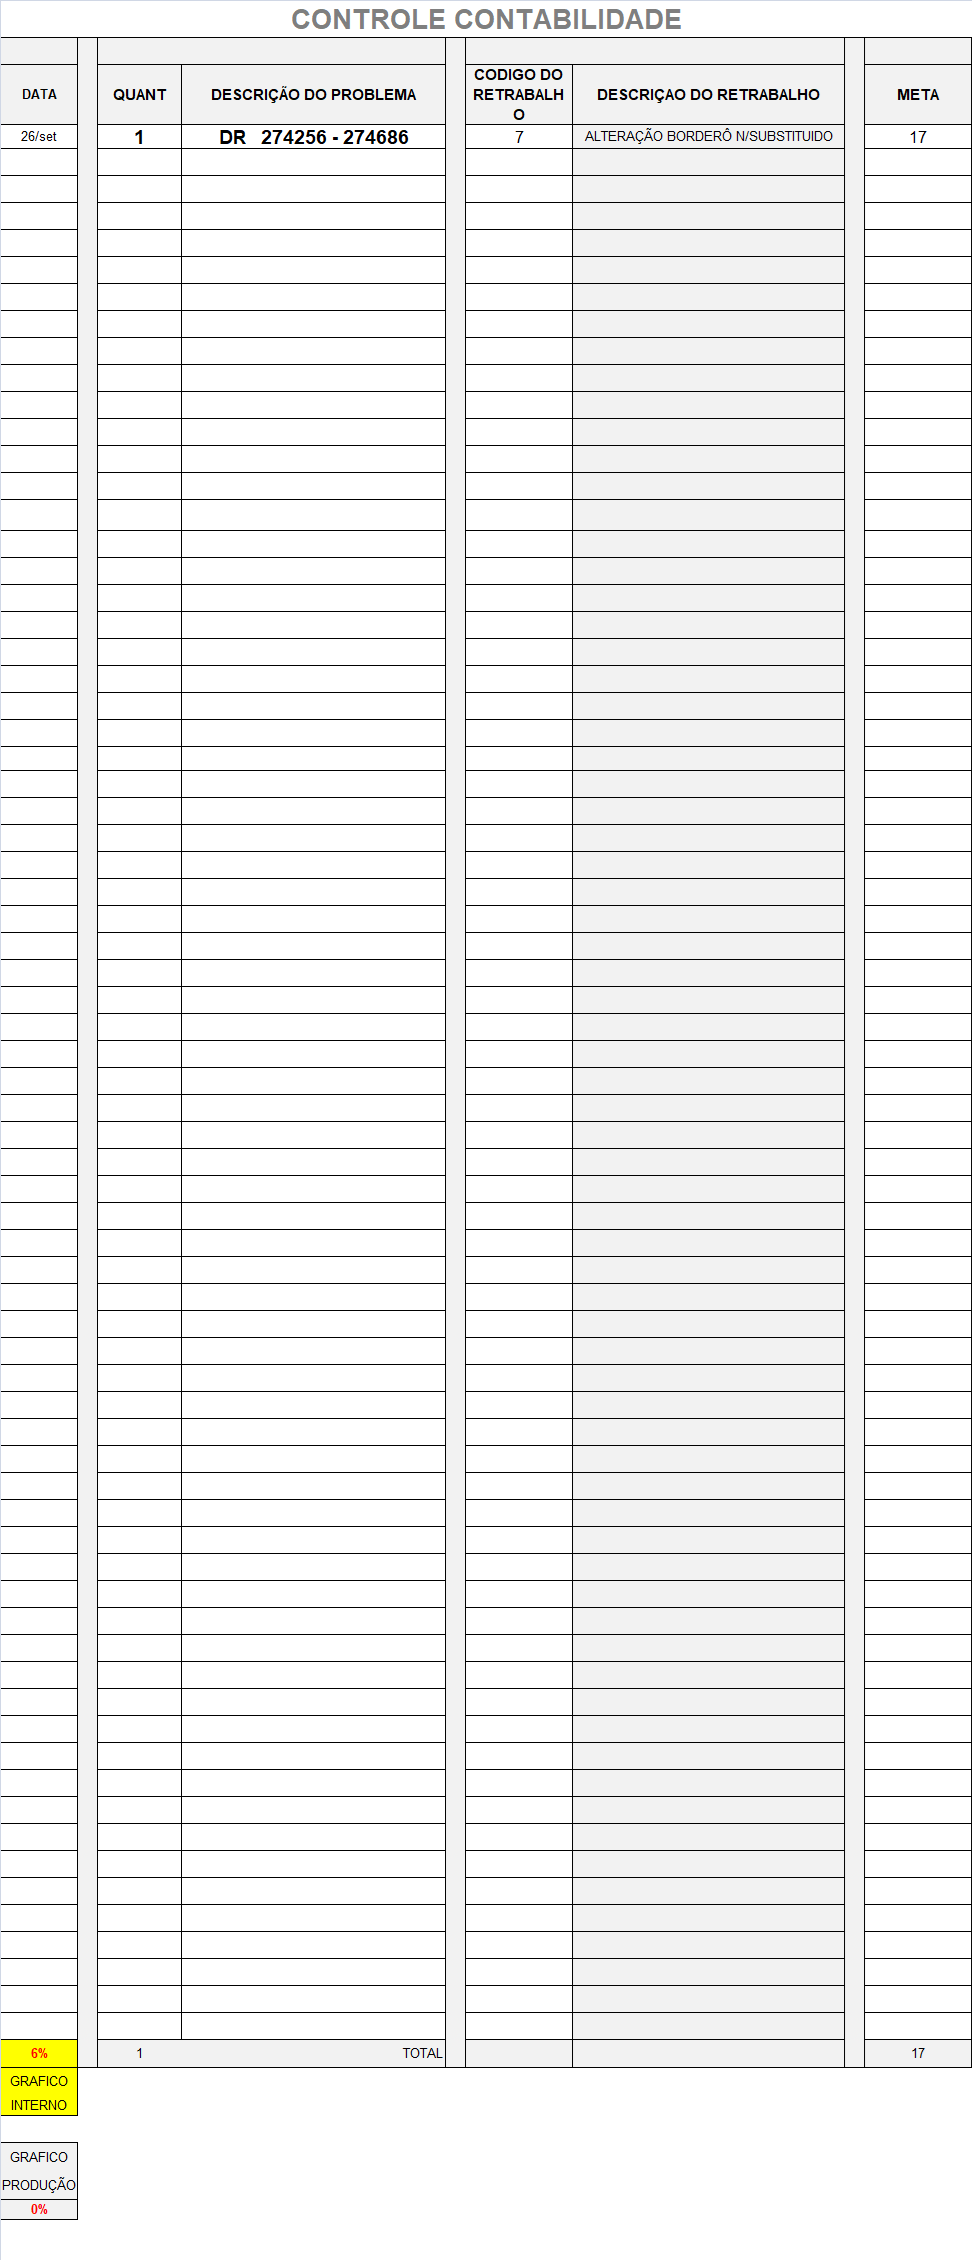 CONTROLE CONTABILIDADE
DATA
QUANT
DESCRIÇÃO DO PROBLEMA
CODIGO DO
RETRABALH
O
DESCRIÇAO DO RETRABALHO
META
26/set
1
DR 274256 - 274686
7
ALTERAÇÃO BORDERÔ N/SUBSTITUIDO
17
6%
1
TOTAL
17
GRAFICO
INTERNO
GRAFICO
PRODUÇÃO
0%